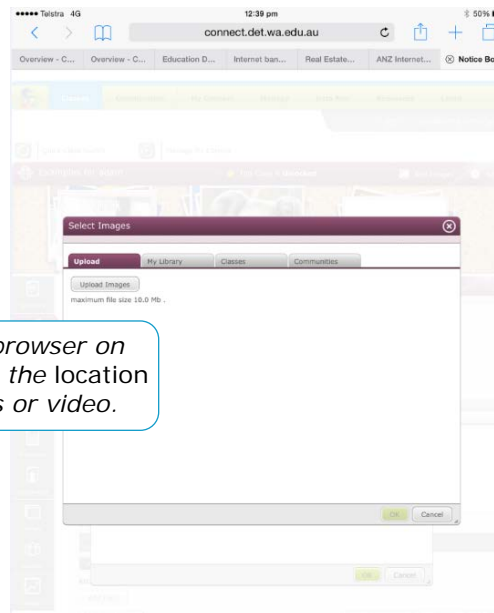 Telstra 4G 12:39 pm 50%
connect.det.wa.edu.au
Overview - C... Overview - C... Education D... Internet ban... Real Estate... ANZ Internet... Notice Bo
Select Images
Upload My Library Classes Communities
Upload Images
maximum file size 10.0 Mb .
browser on
the location
s or video.
OK Cancel
OK Cancel